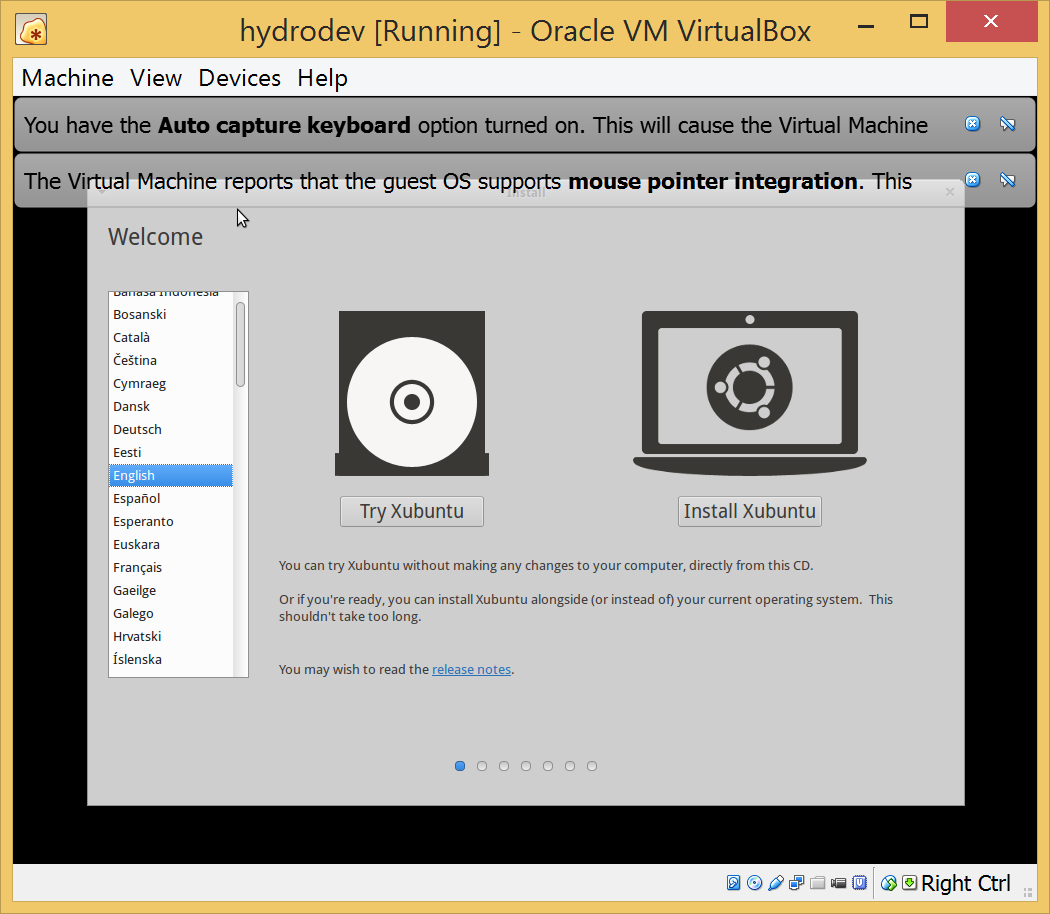 hydrodev [Running] - Oracle VM VirtualBox
Machine View Devices Help
You have the Auto capture keyboard option turned on. This will cause the Virtual Machine
The Virtual Machine reports that the guest OS supports mouse pointer integration. This
Install
Welcome
Bahasa Indonesia
Bosanski
Català
Čeština
Cymraeg
Dansk
Deutsch
Eesti
English
Español
Esperanto
Euskara
Français
Gaeilge
Galego
Hrvatski
Íslenska
Try Xubuntu
Install Xubuntu
You can try Xubuntu without making any changes to your computer, directly from this CD.
Or if you're ready, you can install Xubuntu alongside (or instead of) your current operating system. This
shouldn't take too long.
You may wish to read the release notes.
Right Ctrl